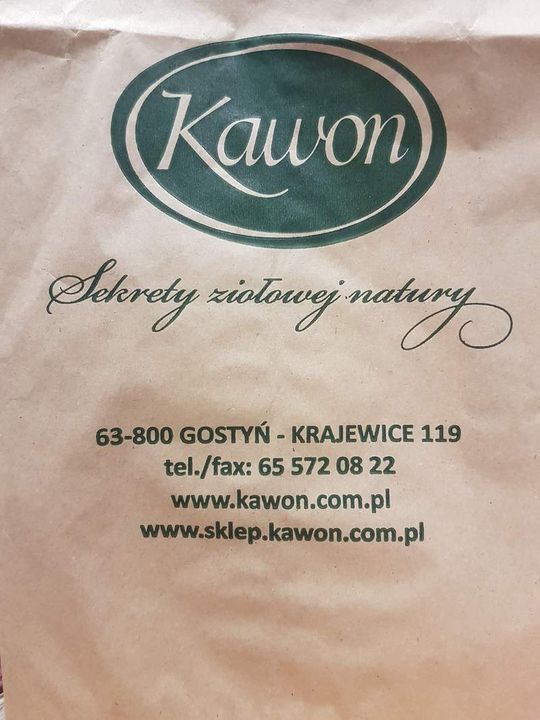 Kawon
Sekrety ziołowej natury
63-800 GOSTYŃ - KRAJEWICE 119
tel./fax: 65 572 08 22
www.kawon.com.pl
www.sklep.kawon.com.pl